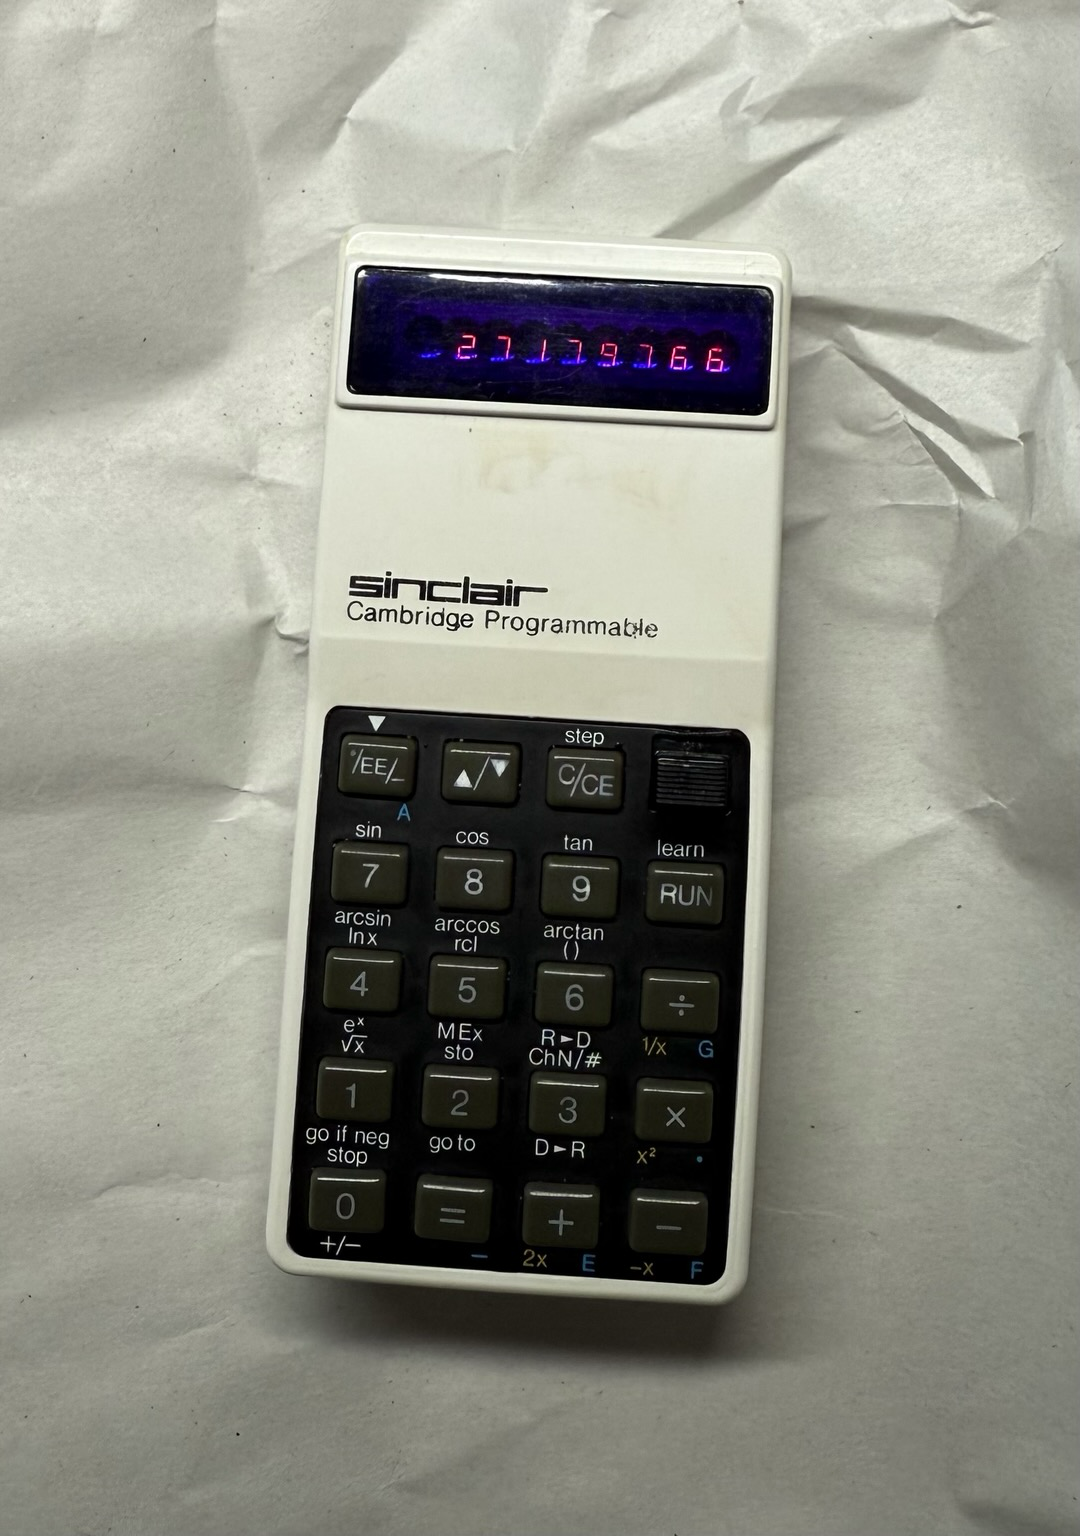 27179766
sinclair
Cambridge Programmable
▼ step
·/EE/− ▲/▼ C/CE
A
sin cos tan learn
7 8 9 RUN
arcsin arccos arctan
ln x rcl ()
4 5 6 ÷
eˣ MEx R►D 1/x G
√x sto ChN/#
1 2 3 ×
go if neg go to D►R x² ·
stop
0 = + −
+/− − 2x E −x F